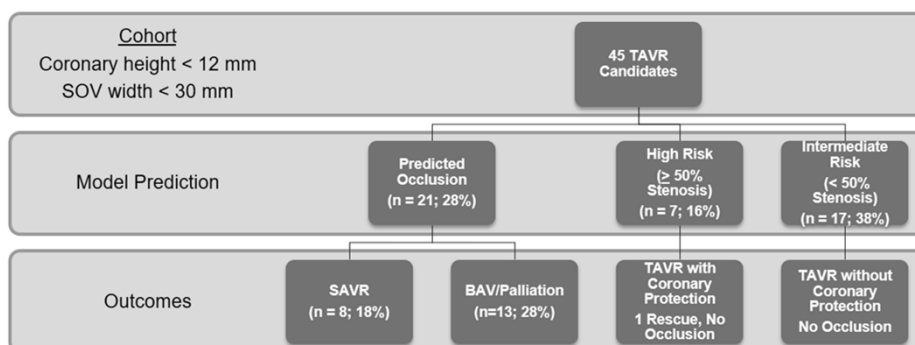 Cohort
Coronary height < 12 mm
SOV width < 30 mm
45 TAVR
Candidates
Model Prediction
Predicted
Occlusion
(n = 21; 28%)
High Risk
(≥ 50%
Stenosis)
(n = 7; 16%)
Intermediate
Risk
(< 50%
Stenosis)
(n = 17; 38%)
Outcomes
SAVR
(n = 8; 18%)
BAV/Palliation
(n=13; 28%)
TAVR with
Coronary
Protection
1 Rescue, No
Occlusion
TAVR without
Coronary
Protection
No Occlusion